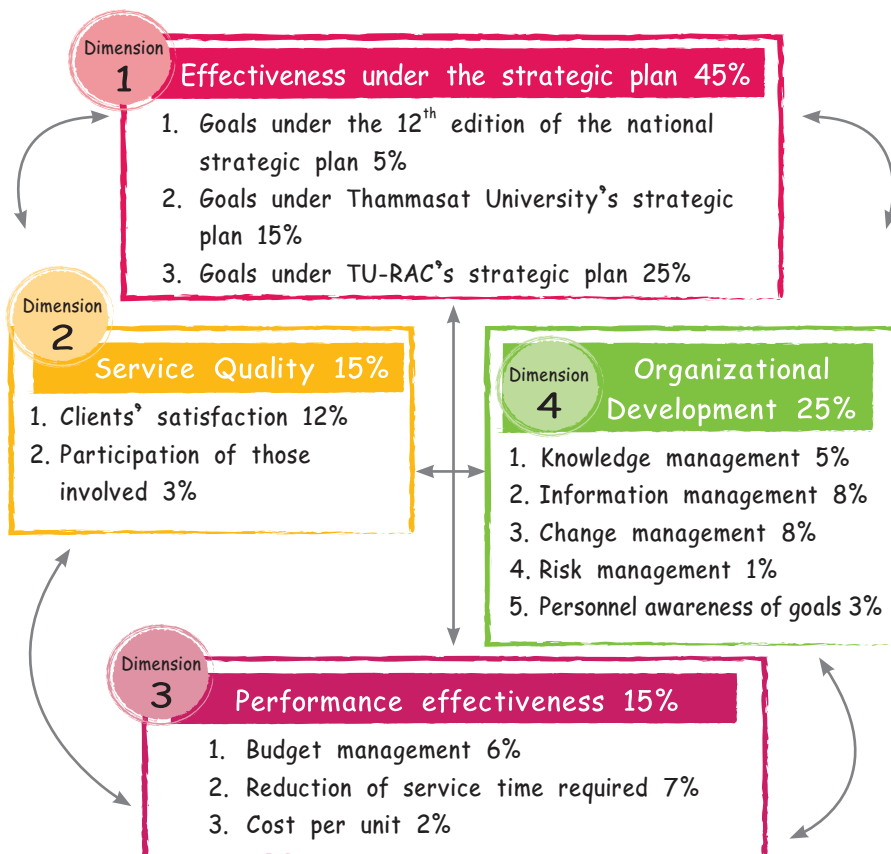 Dimension
1
Effectiveness under the strategic plan 45%
1. Goals under the 12th edition of the national
strategic plan 5%
2. Goals under Thammasat University's strategic
plan 15%
3. Goals under TU-RAC's strategic plan 25%
Dimension
2
Service Quality 15%
1. Clients' satisfaction 12%
2. Participation of those
involved 3%
Dimension
4
Organizational
Development 25%
1. Knowledge management 5%
2. Information management 8%
3. Change management 8%
4. Risk management 1%
5. Personnel awareness of goals 3%
Dimension
3
Performance effectiveness 15%
1. Budget management 6%
2. Reduction of service time required 7%
3. Cost per unit 2%